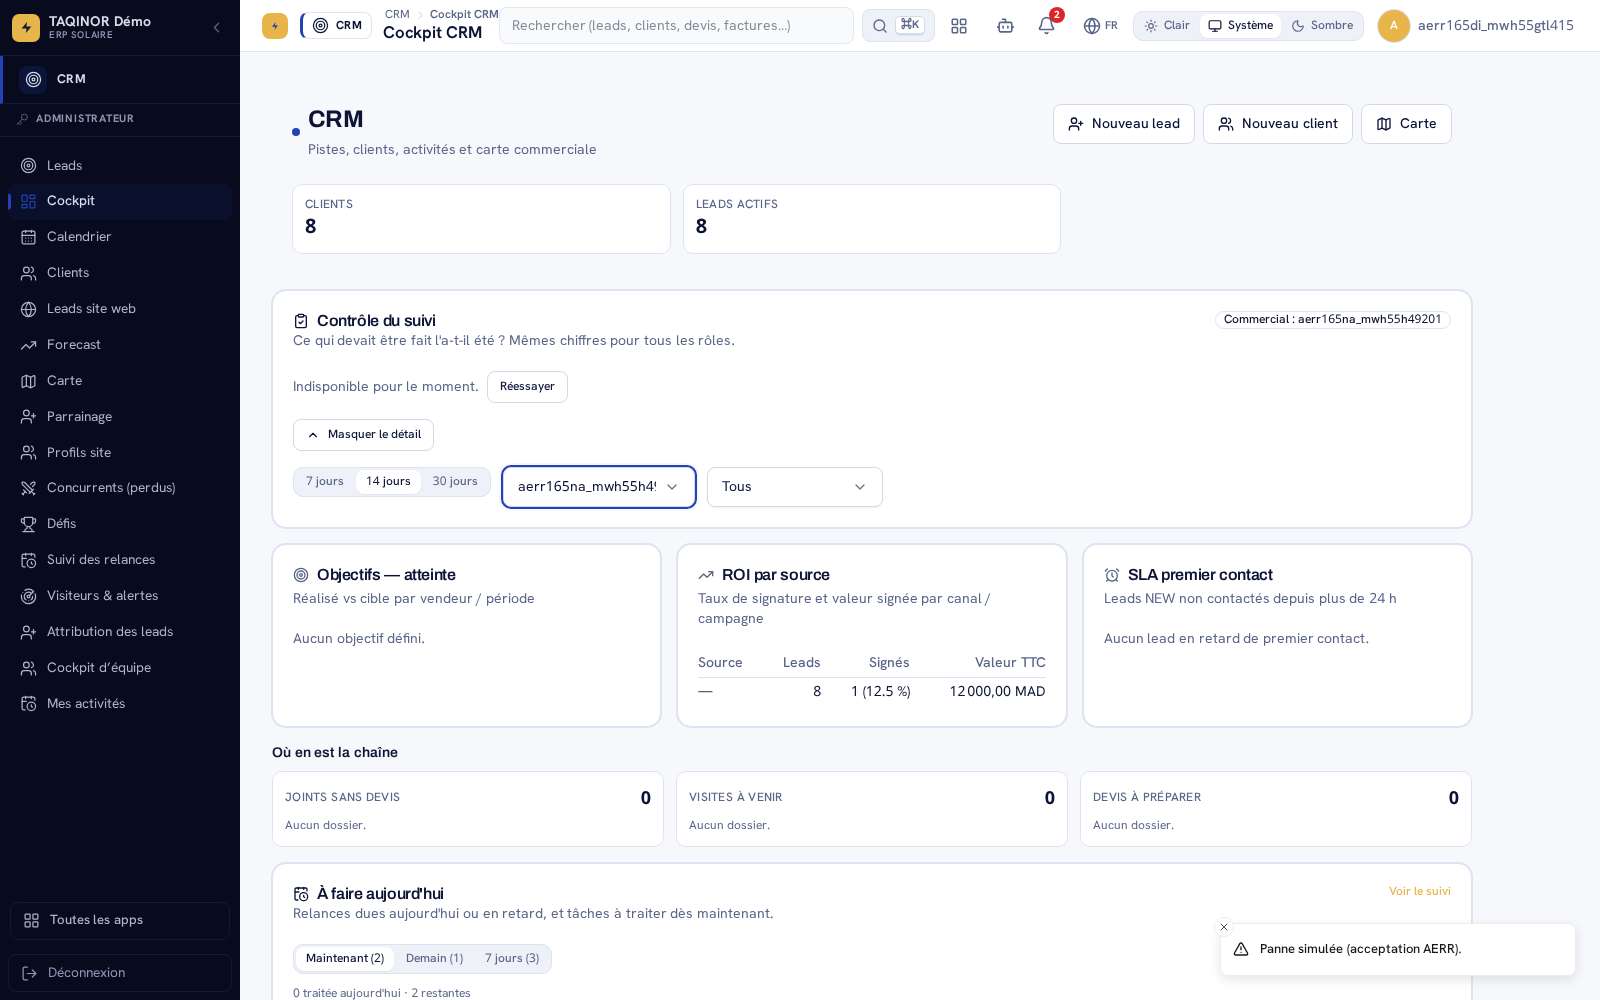 TAQINOR Démo
ERP SOLAIRE
CRM
ADMINISTRATEUR
Leads
Cockpit
Calendrier
Clients
Leads site web
Forecast
Carte
Parrainage
Profils site
Concurrents (perdus)
Défis
Suivi des relances
Visiteurs & alertes
Attribution des leads
Cockpit d’équipe
Mes activités
Toutes les apps
Déconnexion
CRM
CRM > Cockpit CRM
Cockpit CRM
Rechercher (leads, clients, devis, factures...)
⌘K
2
FR
Clair
Système
Sombre
A
aerr165di_mwh55gtl415
CRM
Pistes, clients, activités et carte commerciale
Nouveau lead
Nouveau client
Carte
CLIENTS
8
LEADS ACTIFS
8
Contrôle du suivi
Commercial : aerr165na_mwh55h49201
Ce qui devait être fait l'a-t-il été ? Mêmes chiffres pour tous les rôles.
Indisponible pour le moment.
Réessayer
Masquer le détail
7 jours
14 jours
30 jours
aerr165na_mwh55h49
Tous
Objectifs — atteinte
Réalisé vs cible par vendeur / période
Aucun objectif défini.
ROI par source
Taux de signature et valeur signée par canal /
campagne
Source Leads Signés Valeur TTC
— 8 1 (12.5 %) 12 000,00 MAD
SLA premier contact
Leads NEW non contactés depuis plus de 24 h
Aucun lead en retard de premier contact.
Où en est la chaîne
JOINTS SANS DEVIS 0
Aucun dossier.
VISITES À VENIR 0
Aucun dossier.
DEVIS À PRÉPARER 0
Aucun dossier.
À faire aujourd'hui
Voir le suivi
Relances dues aujourd'hui ou en retard, et tâches à traiter dès maintenant.
Maintenant (2)
Demain (1)
7 jours (3)
0 traitée aujourd'hui · 2 restantes
Panne simulée (acceptation AERR).